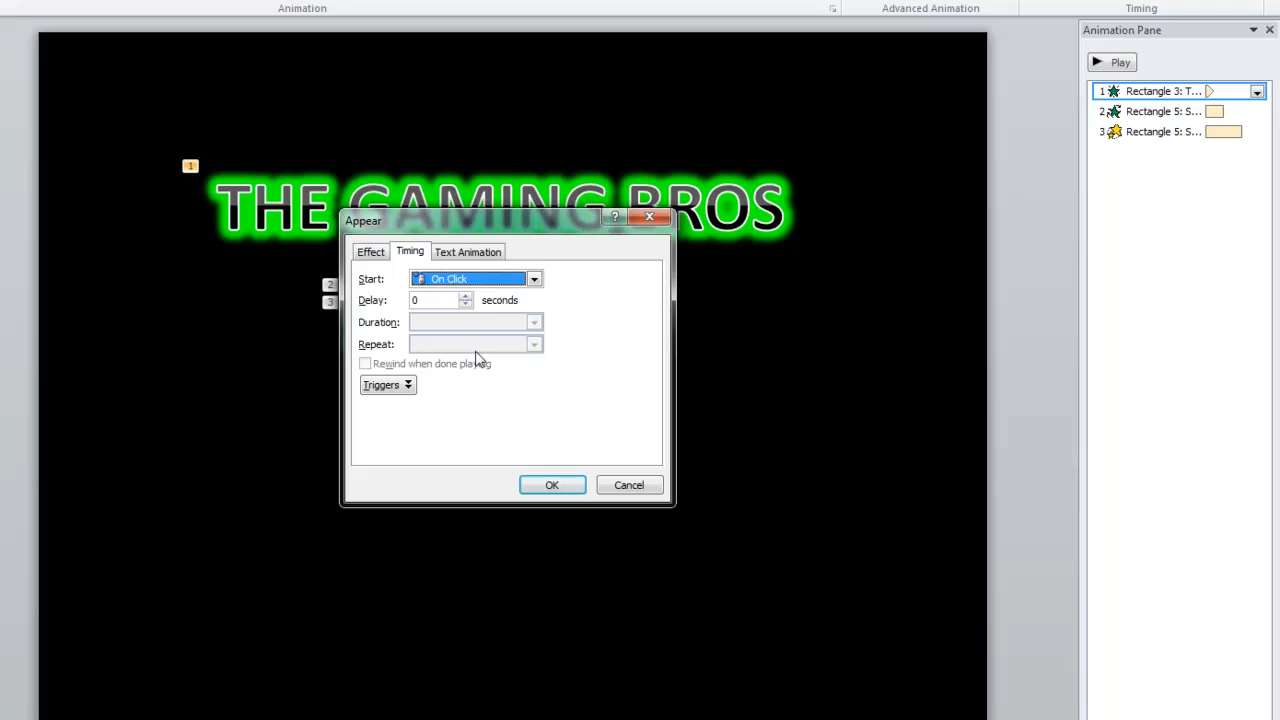 Animation
Advanced Animation
Timing
Animation Pane
Play
1 Rectangle 3: T...
2 Rectangle 5: S...
3 Rectangle 5: S...
1
THE GAMING BROS
Appear
?
Effect Timing Text Animation
Start: On Click
2
Delay: 0 seconds
3
Duration:
Repeat:
Rewind when done playing
Triggers
OK Cancel